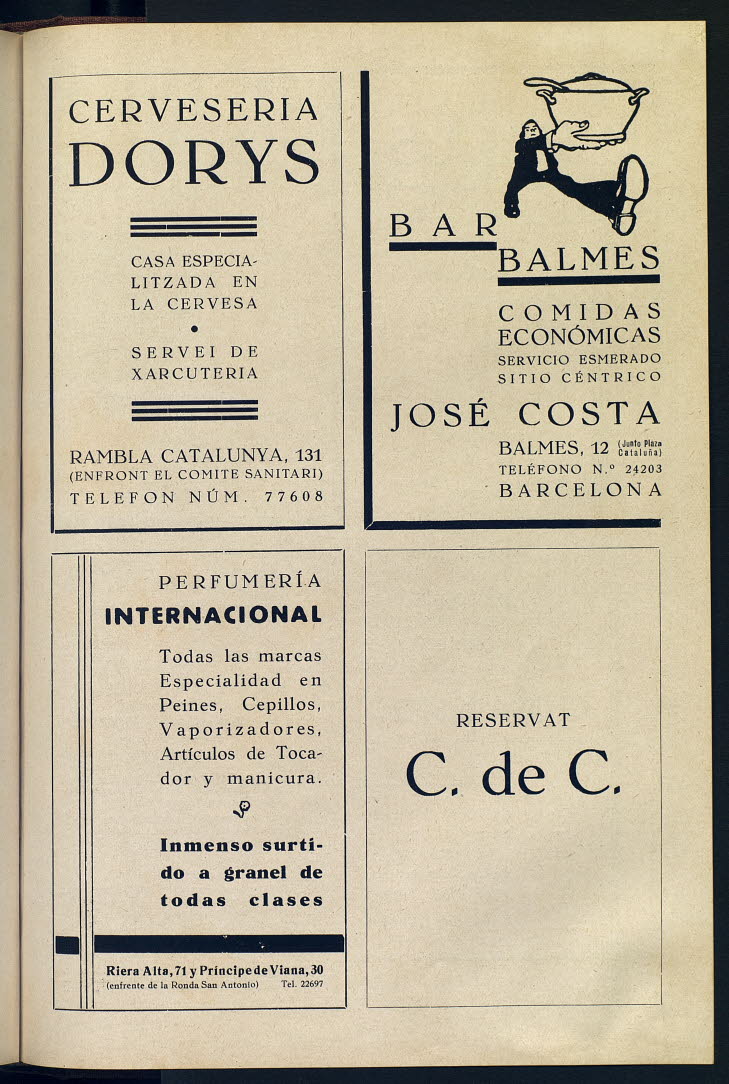 CERVESERIA
DORYS
CASA ESPECIA-
LITZADA EN
LA CERVESA
•
SERVEI DE
XARCUTERIA
RAMBLA CATALUNYA, 131
(ENFRONT EL COMITE SANITARI)
TELEFON NÚM. 77608
BAR
BALMES
COMIDAS
ECONÓMICAS
SERVICIO ESMERADO
SITIO CÉNTRICO
JOSÉ COSTA
BALMES, 12 (Junto Plaza Cataluña)
TELÉFONO N.º 24203
BARCELONA
PERFUMERÍA
INTERNACIONAL
Todas las marcas
Especialidad en
Peines, Cepillos,
Vaporizadores,
Artículos de Toca-
dor y manicura.
Inmenso surti-
do a granel de
todas clases
Riera Alta, 71 y Príncipe de Viana, 30
(enfrente de la Ronda San Antonio) Tel. 22697
RESERVAT
C. de C.